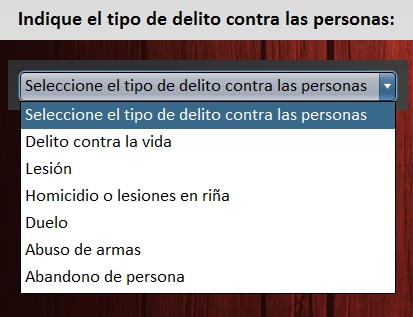 Indique el tipo de delito contra las personas:
Seleccione el tipo de delito contra las personas
Seleccione el tipo de delito contra las personas
Delito contra la vida
Lesión
Homicidio o lesiones en riña
Duelo
Abuso de armas
Abandono de persona